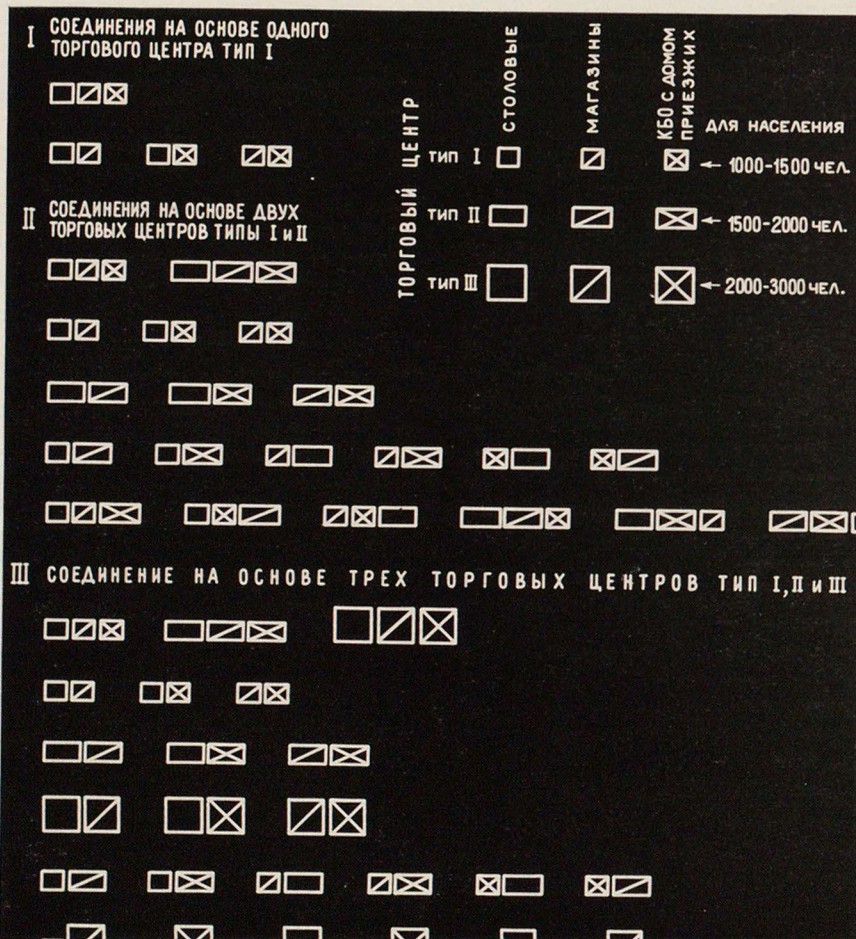 I СОЕДИНЕНИЯ НА ОСНОВЕ ОДНОГО
ТОРГОВОГО ЦЕНТРА ТИП I
ТОРГОВЫЙ ЦЕНТР
СТОЛОВЫЕ
МАГАЗИНЫ
КБО С ДОМОМ
ПРИЕЗЖИХ
ДЛЯ НАСЕЛЕНИЯ
ТИП I ← 1000-1500 ЧЕЛ.
ТИП II ← 1500-2000 ЧЕЛ.
ТИП III ← 2000-3000 ЧЕЛ.
II СОЕДИНЕНИЯ НА ОСНОВЕ ДВУХ
ТОРГОВЫХ ЦЕНТРОВ ТИПЫ I и II
III СОЕДИНЕНИЕ НА ОСНОВЕ ТРЕХ ТОРГОВЫХ ЦЕНТРОВ ТИП I, II и III